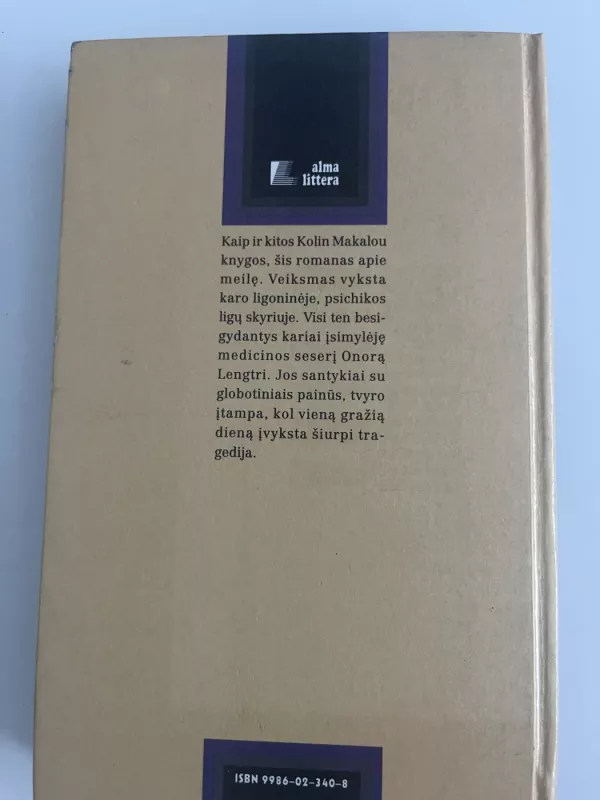 alma
littera
Kaip ir kitos Kolin Makalou
knygos, šis romanas apie
meilę. Veiksmas vyksta
karo ligoninėje, psichikos
ligų skyriuje. Visi ten besi-
gydantys kariai įsimylėję
medicinos seserį Onorą
Lengtri. Jos santykiai su
globotiniais painūs, tvyro
įtampa, kol vieną gražią
dieną įvyksta šiurpi tra-
gedija.
ISBN 9986-02-340-8